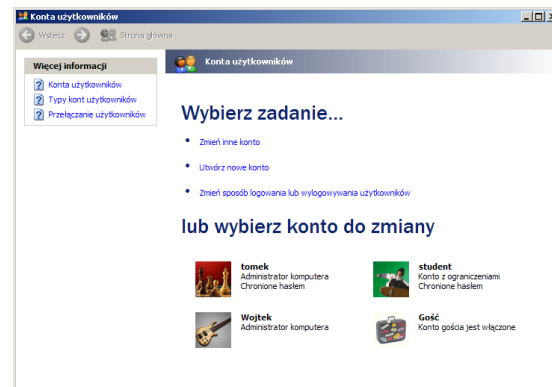 Konta użytkowników
Wstecz
Strona główna
Więcej informacji
Konta użytkowników
Typy kont użytkowników
Przełączanie użytkowników
Konta użytkowników
Wybierz zadanie...
Zmień inne konto
Utwórz nowe konto
Zmień sposób logowania lub wylogowywania użytkowników
lub wybierz konto do zmiany
tomek
Administrator komputera
Chronione hasłem
student
Konto z ograniczeniami
Chronione hasłem
Wojtek
Administrator komputera
Gość
Konto gościa jest włączone